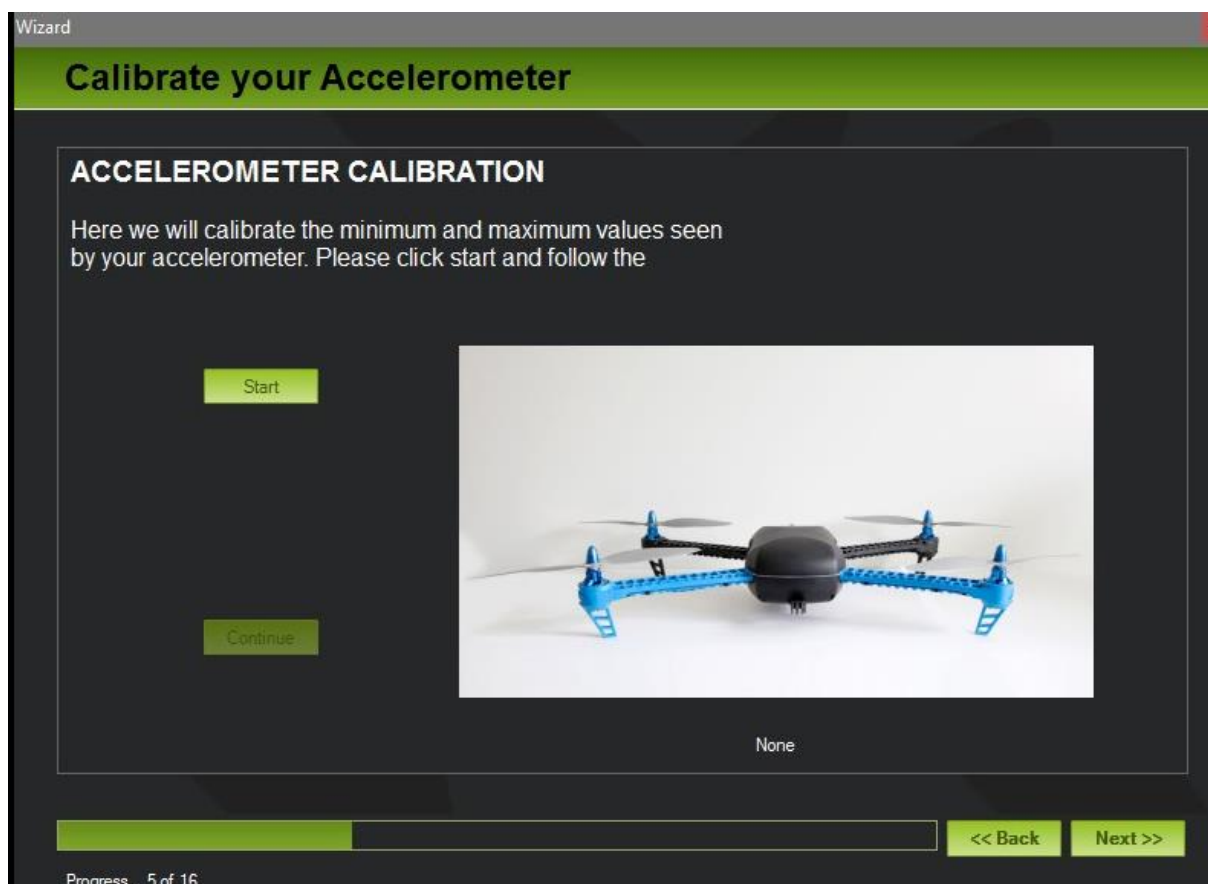 Wizard
Calibrate your Accelerometer
ACCELEROMETER CALIBRATION
Here we will calibrate the minimum and maximum values seen
by your accelerometer. Please click start and follow the
Start
Continue
None
<< Back
Next >>
Progress 5 of 16